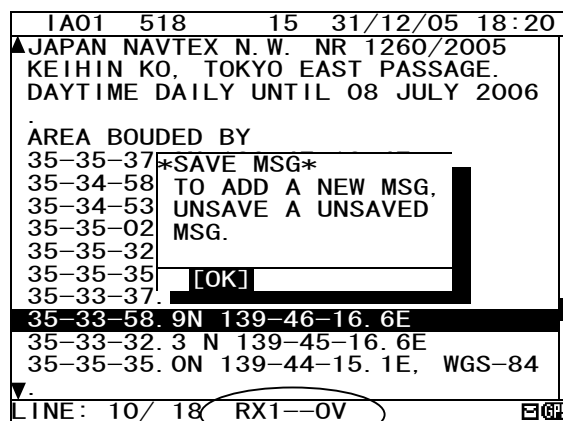 IA01 518 15 31/12/05 18:20
▲JAPAN NAVTEX N.W. NR 1260/2005
KEIHIN KO, TOKYO EAST PASSAGE.
DAYTIME DAILY UNTIL 08 JULY 2006
.
AREA BOUDED BY
35-35-37
35-34-58
35-34-53
35-35-02
35-35-32
35-35-35
35-33-37.
*SAVE MSG*
TO ADD A NEW MSG,
UNSAVE A UNSAVED
MSG.
[OK]
35-33-58.9N 139-46-16.6E
35-33-32.3 N 139-45-16.6E
35-35-35.0N 139-44-15.1E, WGS-84
▼.
LINE: 10/ 18 RX1--OV